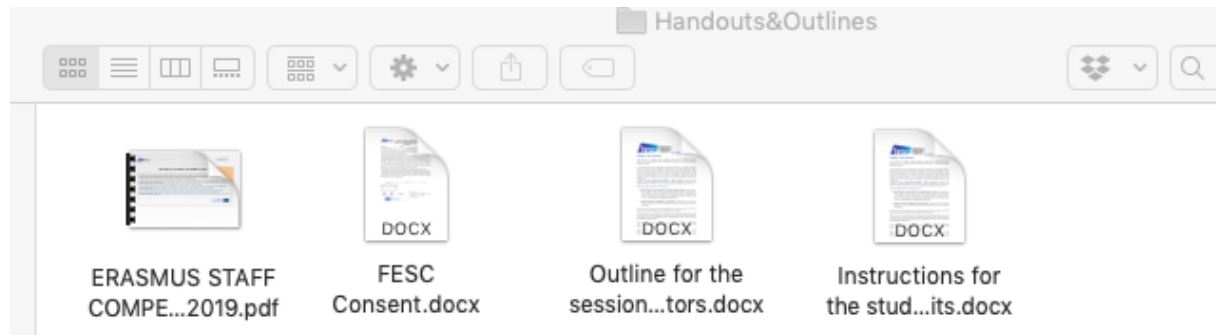 Handouts&Outlines
DOCX
DOCX
DOCX
ERASMUS STAFF
COMPE...2019.pdf
FESC
Consent.docx
Outline for the
session...tors.docx
Instructions for
the stud...its.docx